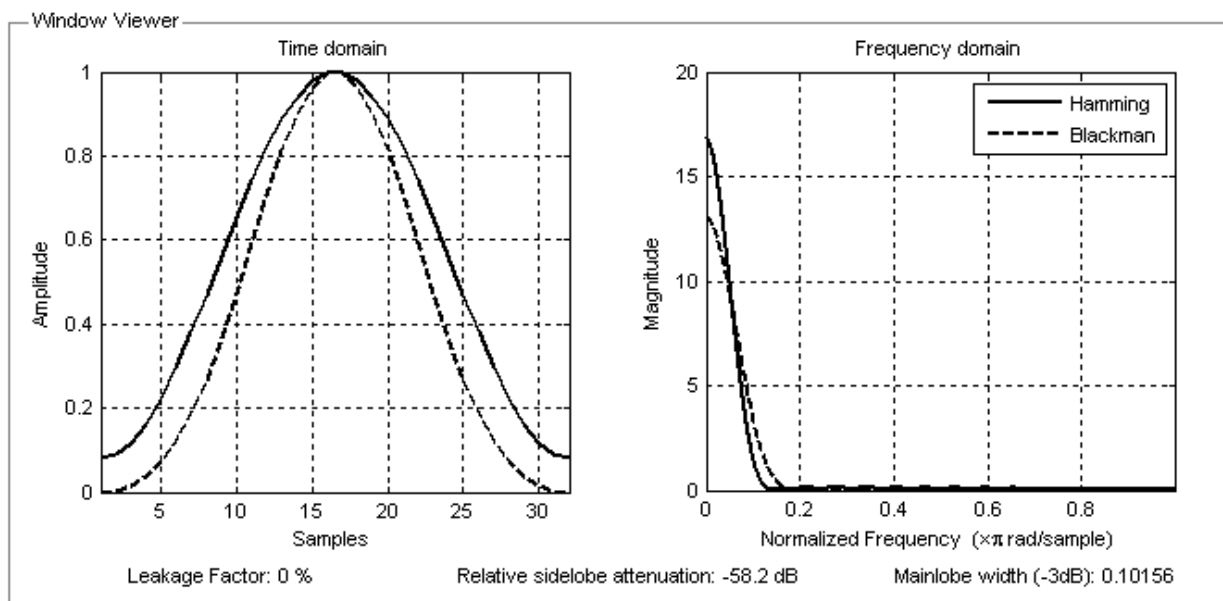 Window Viewer
Time domain
Amplitude
1
0.8
0.6
0.4
0.2
0
5 10 15 20 25 30
Samples
Frequency domain
Magnitude
20
15
10
5
0
Hamming
Blackman
0 0.2 0.4 0.6 0.8
Normalized Frequency (×π rad/sample)
Leakage Factor: 0 %
Relative sidelobe attenuation: -58.2 dB
Mainlobe width (-3dB): 0.10156